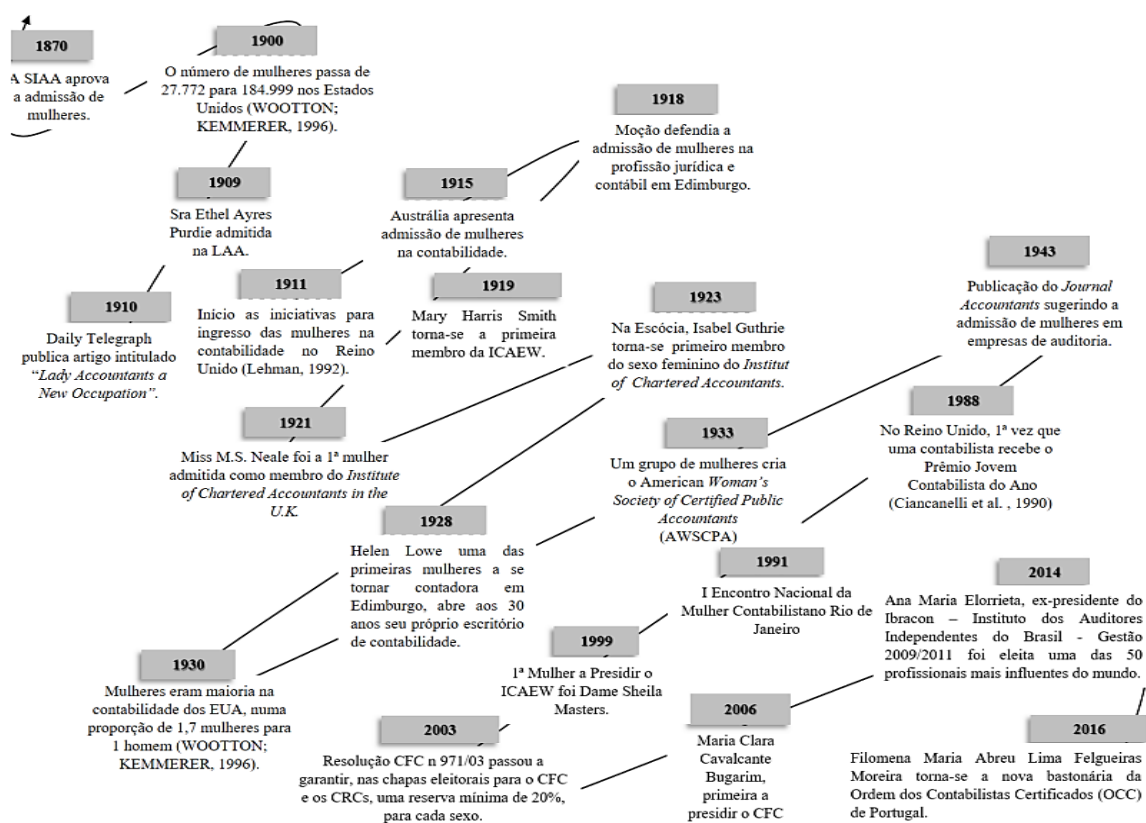 1870
A SIAA aprova
a admissão de
mulheres.
1900
O número de mulheres passa de
27.772 para 184.999 nos Estados
Unidos (WOOTTON;
KEMMERER, 1996).
1909
Sra Ethel Ayres
Purdie admitida
na LAA.
1910
Daily Telegraph
publica artigo intitulado
“Lady Accountants a
New Occupation”.
1911
Início as iniciativas para
ingresso das mulheres na
contabilidade no Reino
Unido (Lehman, 1992).
1915
Austrália apresenta
admissão de mulheres
na contabilidade.
1918
Moção defendia a
admissão de mulheres na
profissão jurídica e
contábil em Edimburgo.
1919
Mary Harris Smith
torna-se a primeira
membro da ICAEW.
1921
Miss M.S. Neale foi a 1ª mulher
admitida como membro do Institute
of Chartered Accountants in the
U.K.
1923
Na Escócia, Isabel Guthrie
torna-se primeiro membro
do sexo feminino do Institut
of Chartered Accountants.
1928
Helen Lowe uma das
primeiras mulheres a se
tornar contadora em
Edimburgo, abre aos 30
anos seu próprio escritório
de contabilidade.
1930
Mulheres eram maioria na
contabilidade dos EUA, numa
proporção de 1,7 mulheres para
1 homem (WOOTTON;
KEMMERER, 1996).
1933
Um grupo de mulheres cria
o American Woman’s
Society of Certified Public
Accountants
(AWSCPA)
1943
Publicação do Journal
Accountants sugerindo a
admissão de mulheres em
empresas de auditoria.
1988
No Reino Unido, 1ª vez que
uma contabilista recebe o
Prêmio Jovem
Contabilista do Ano
(Ciancanelli et al. , 1990)
1991
I Encontro Nacional da
Mulher Contabilistano Rio de
Janeiro
1999
1ª Mulher a Presidir o
ICAEW foi Dame Sheila
Masters.
2003
Resolução CFC n 971/03 passou a
garantir, nas chapas eleitorais para o CFC
e os CRCs, uma reserva mínima de 20%,
para cada sexo.
2006
Maria Clara
Cavalcante
Bugarim,
primeira a
presidir o CFC
2014
Ana Maria Elorrieta, ex-presidente do
Ibracon – Instituto dos Auditores
Independentes do Brasil - Gestão
2009/2011 foi eleita uma das 50
profissionais mais influentes do mundo.
2016
Filomena Maria Abreu Lima Felgueiras
Moreira torna-se a nova bastonária da
Ordem dos Contabilistas Certificados (OCC)
de Portugal.